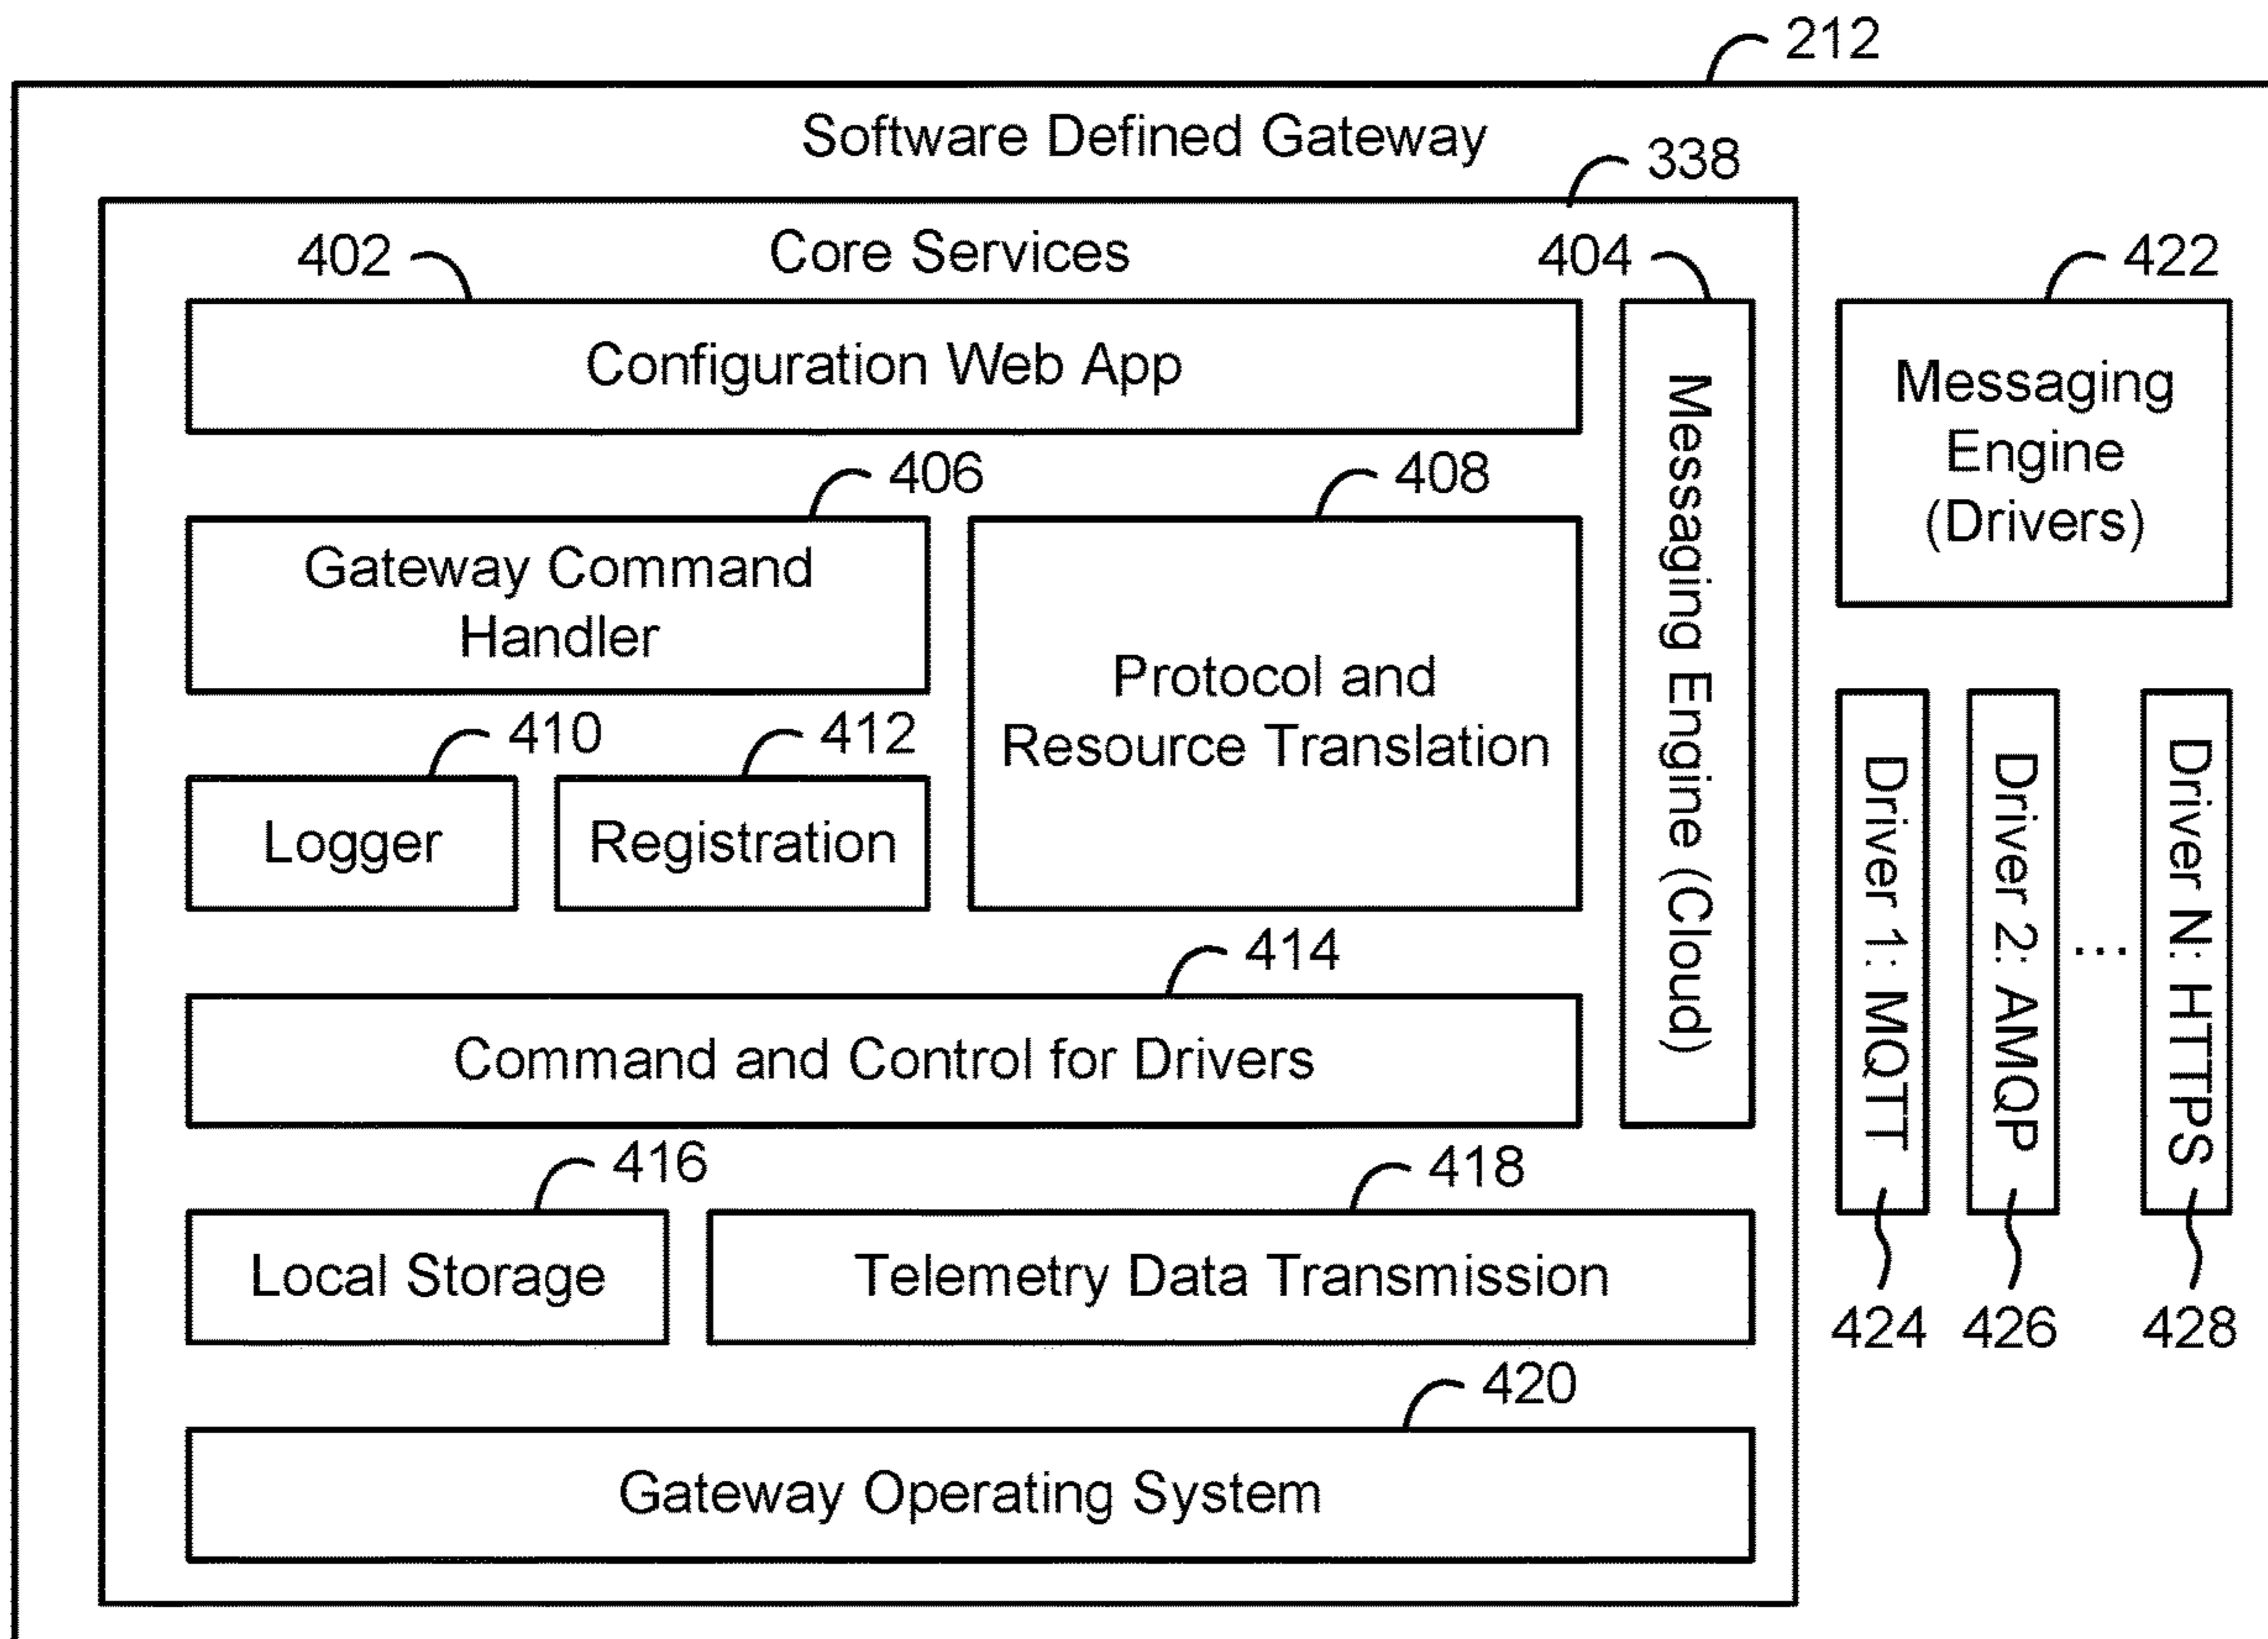 212
Software Defined Gateway
338
Core Services
402
404
422
Configuration Web App
Messaging Engine (Cloud)
Messaging
Engine
(Drivers)
406
408
Gateway Command
Handler
Protocol and
Resource Translation
410
412
Logger
Registration
Driver 1: MQTT
Driver 2: AMQP
...
Driver N: HTTPS
414
Command and Control for Drivers
416
418
Local Storage
Telemetry Data Transmission
424
426
428
420
Gateway Operating System